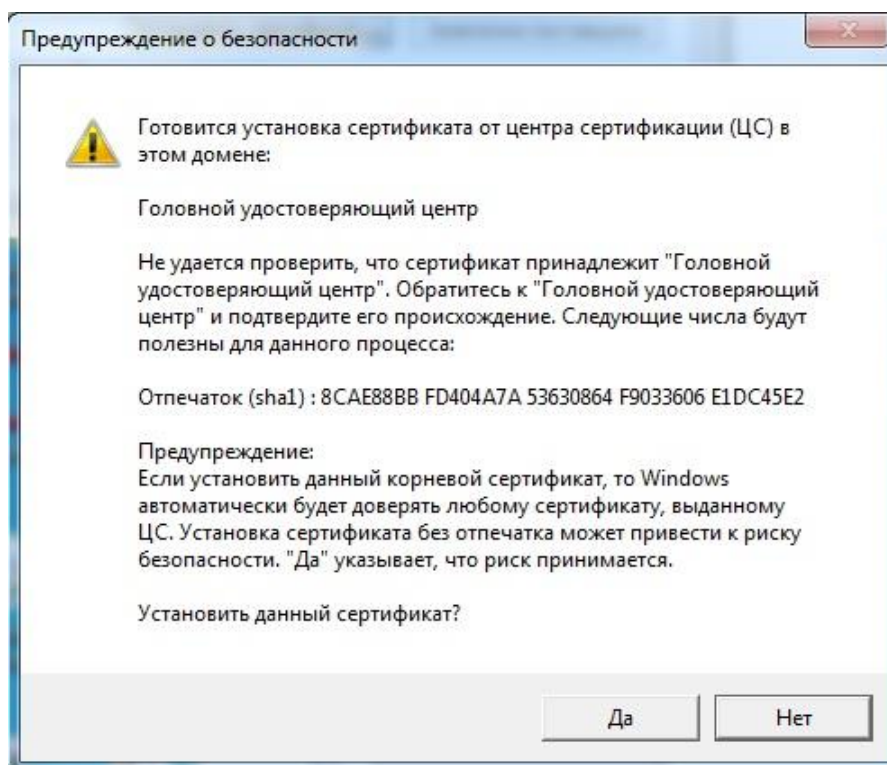 Предупреждение о безопасности
Готовится установка сертификата от центра сертификации (ЦС) в
этом домене:
Головной удостоверяющий центр
Не удается проверить, что сертификат принадлежит "Головной
удостоверяющий центр". Обратитесь к "Головной удостоверяющий
центр" и подтвердите его происхождение. Следующие числа будут
полезны для данного процесса:
Отпечаток (sha1) : 8CAE88BB FD404A7A 53630864 F9033606 E1DC45E2
Предупреждение:
Если установить данный корневой сертификат, то Windows
автоматически будет доверять любому сертификату, выданному
ЦС. Установка сертификата без отпечатка может привести к риску
безопасности. "Да" указывает, что риск принимается.
Установить данный сертификат?
Да
Нет